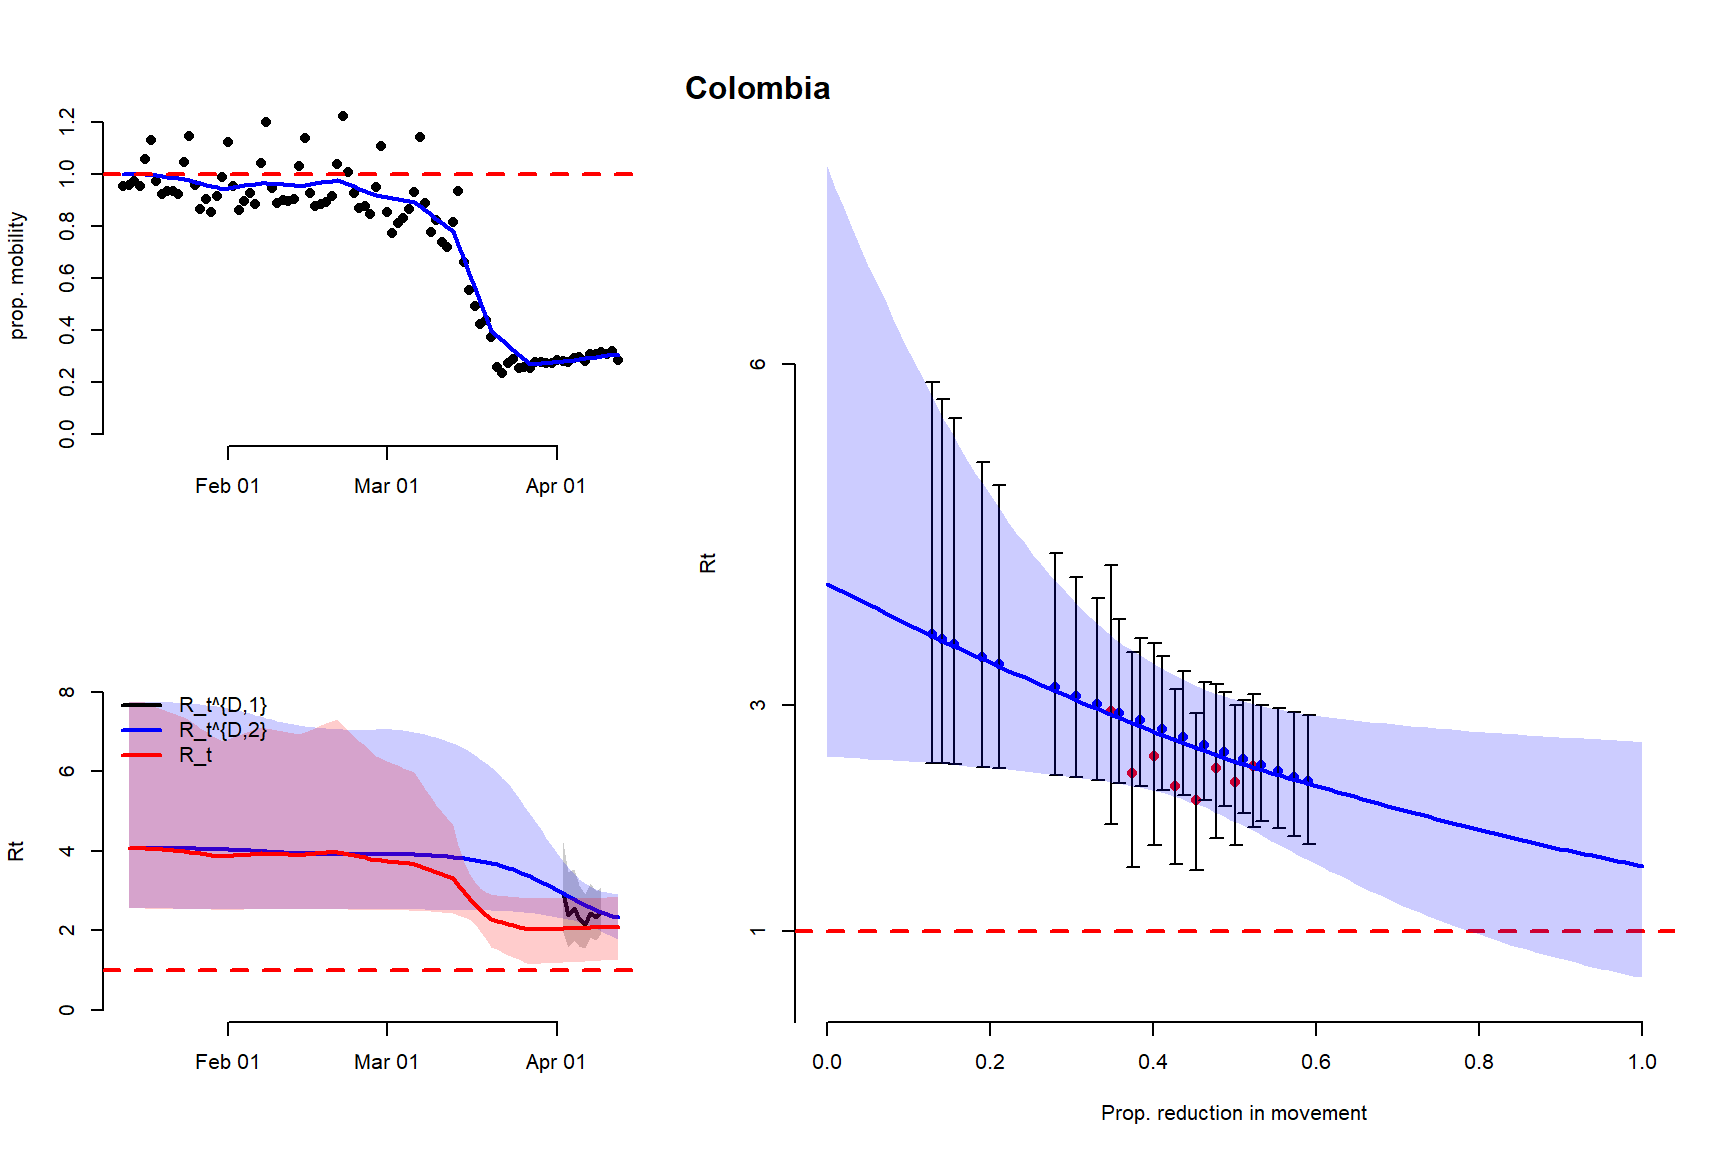 Colombia
prop. mobility
1.2
1.0
0.8
0.6
0.4
0.2
0.0
Feb 01 Mar 01 Apr 01
Rt
8
6
4
2
0
R_t^{D,1}
R_t^{D,2}
R_t
Feb 01 Mar 01 Apr 01
Rt
6
3
1
0.0 0.2 0.4 0.6 0.8 1.0
Prop. reduction in movement